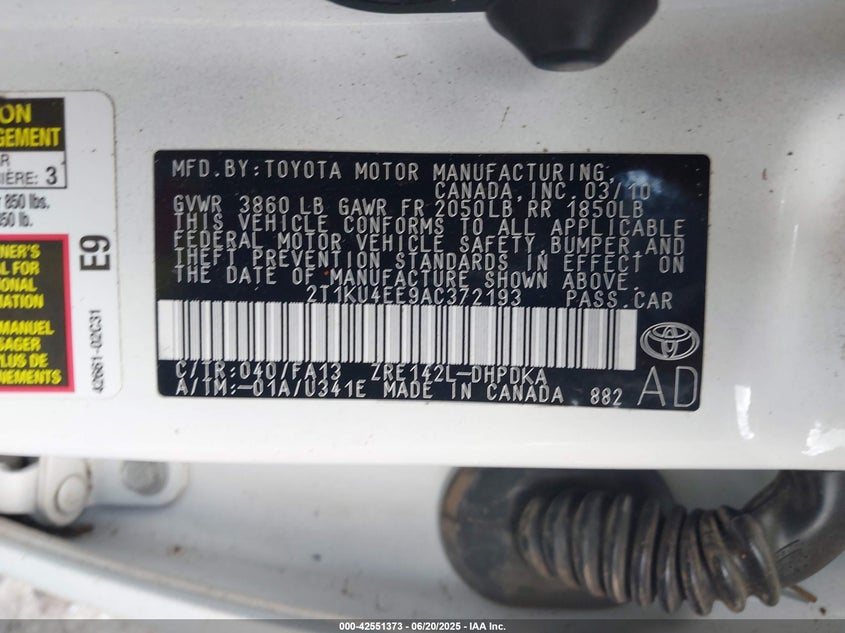 ON
GEMENT
R
IÈRE: 3
850 lbs.
350 lb.
NER'S
L FOR
IONAL
MATION
MANUEL
SAGER
US DE
NEMENTS.
E9
42661-02C31
MFD.BY:TOYOTA MOTOR MANUFACTURING,
CANADA,INC. 03/10
GVWR 3860 LB GAWR FR 2050LB RR 1850LB
THIS VEHICLE CONFORMS TO ALL APPLICABLE
FEDERAL MOTOR VEHICLE SAFETY,BUMPER,AND
THEFT PREVENTION STANDARDS IN EFFECT ON
THE DATE OF MANUFACTURE SHOWN ABOVE.
2T1KU4EE9AC372193 PASS.CAR
C/TR:040/FA13 ZRE142L-DHPDKA
A/TM:-01A/U341E MADE IN CANADA 882
AD
000-42551373 - 06/20/2025 - IAA Inc.